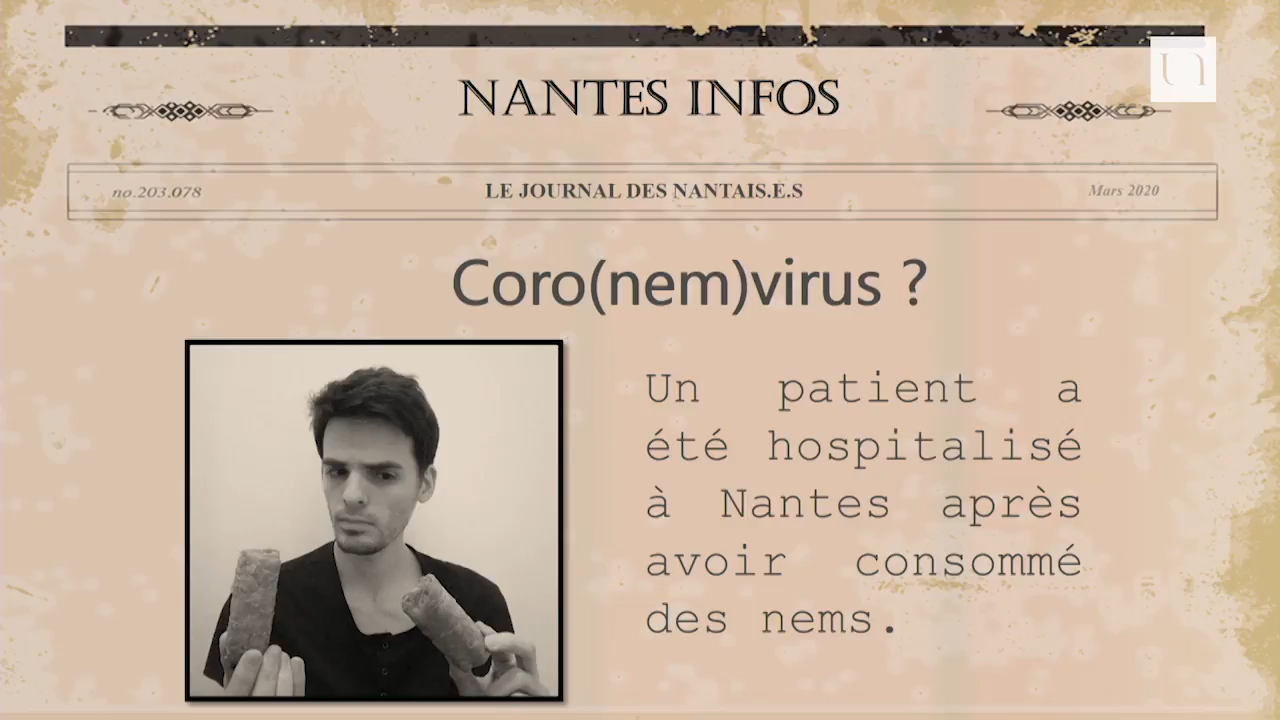 NANTES INFOS
no.203.078
LE JOURNAL DES NANTAIS.E.S
Mars 2020
Coro(nem)virus ?
Un patient a
été hospitalisé
à Nantes après
avoir consommé
des nems.